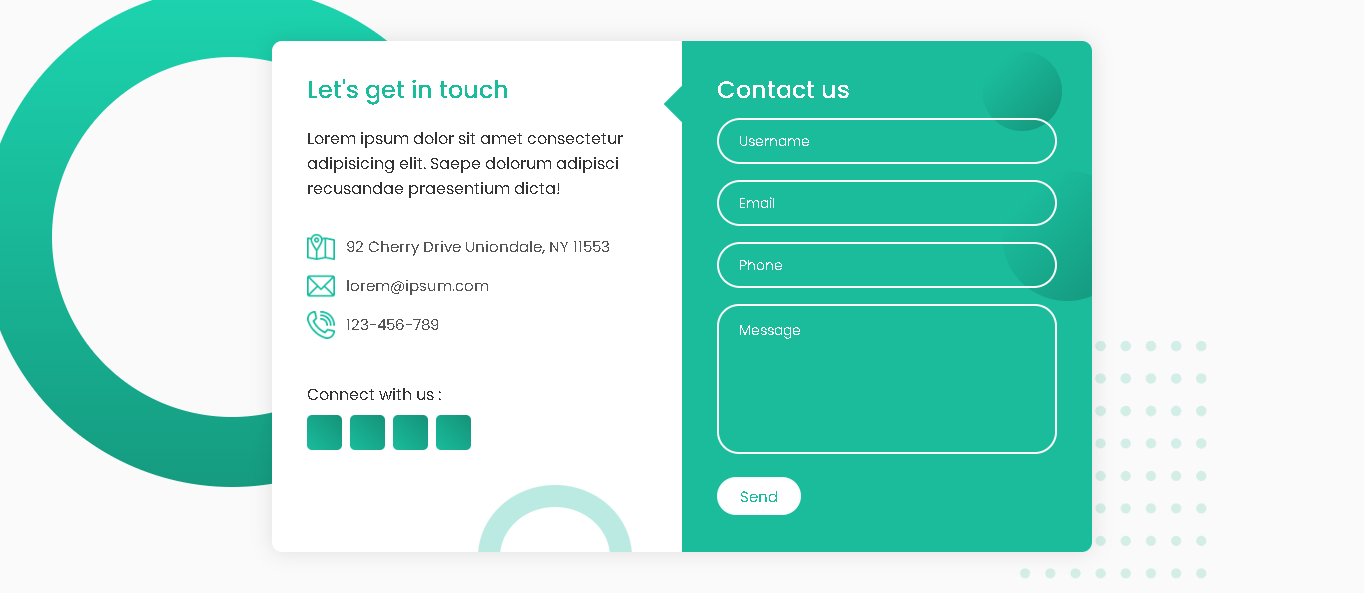 Let's get in touch
Lorem ipsum dolor sit amet consectetur
adipisicing elit. Saepe dolorum adipisci
recusandae praesentium dicta!
92 Cherry Drive Uniondale, NY 11553
lorem@ipsum.com
123-456-789
Connect with us :
Contact us
Username
Email
Phone
Message
Send